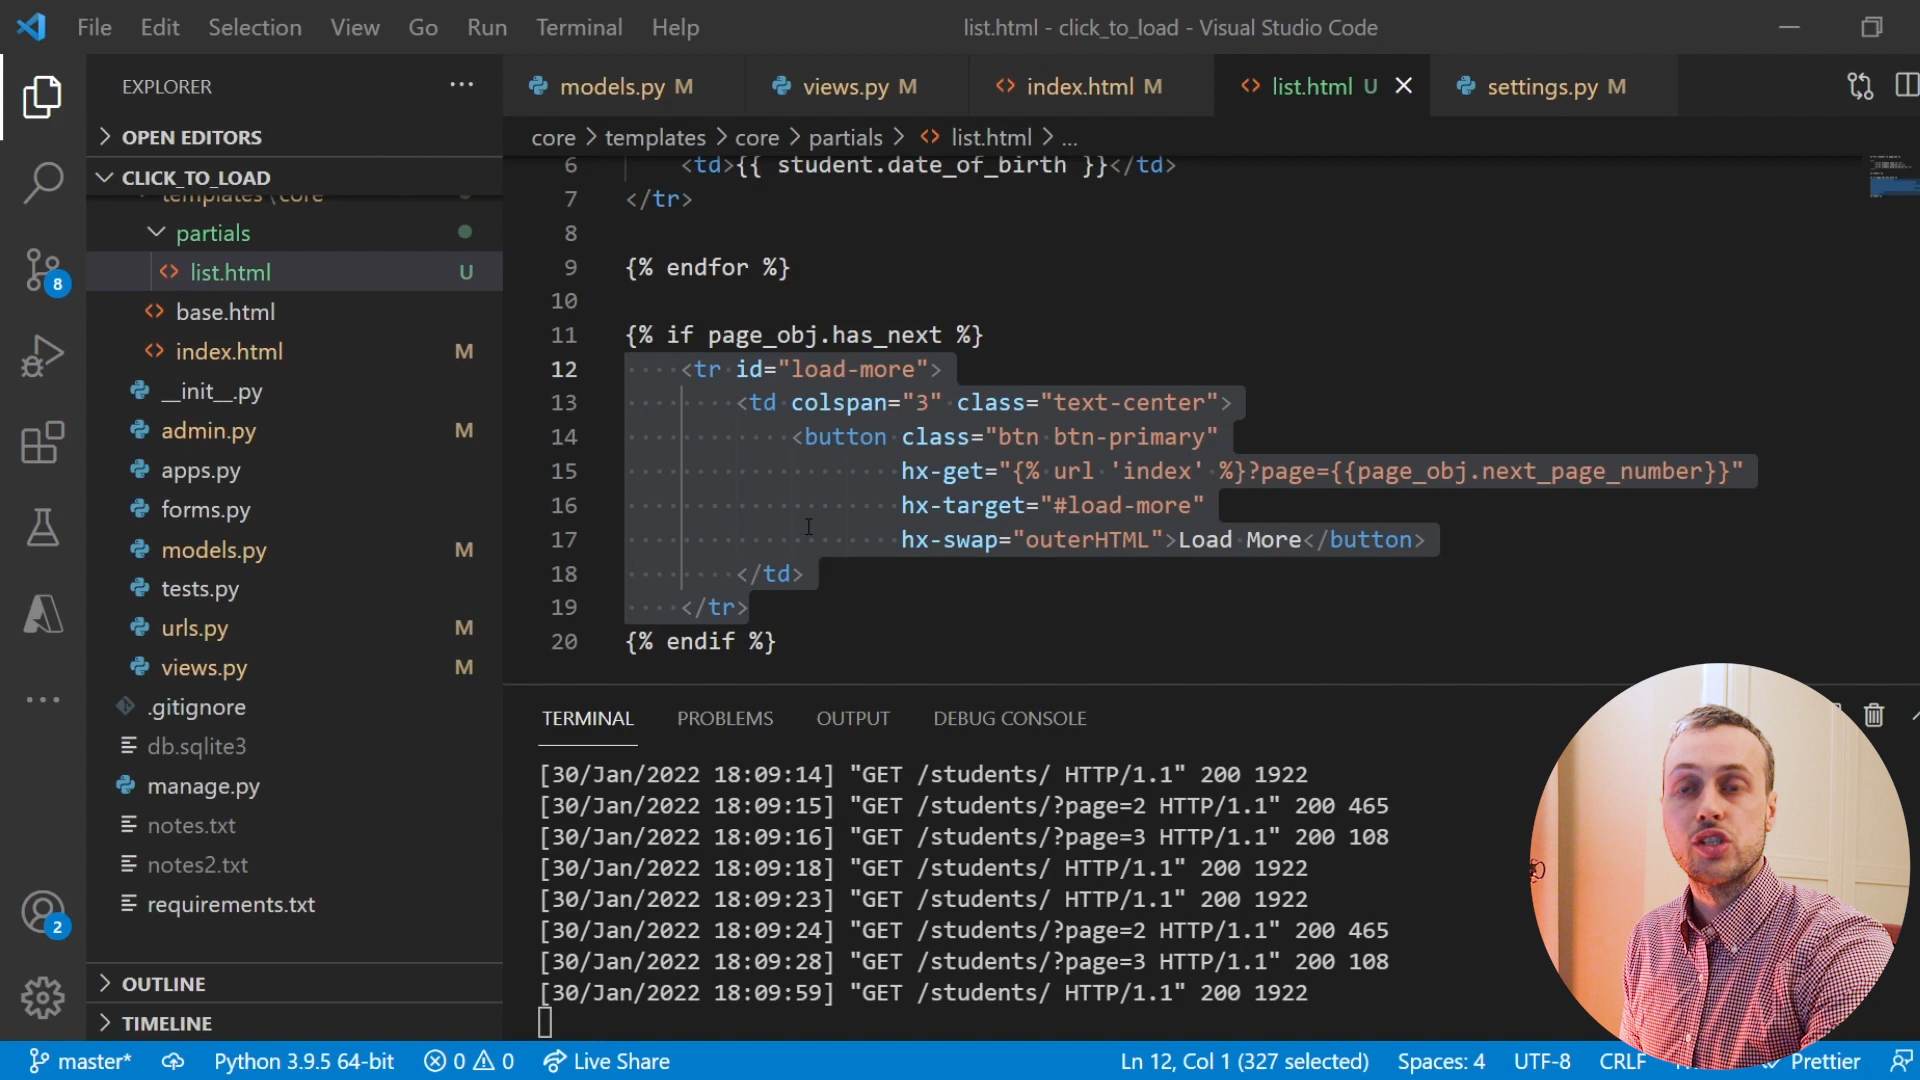 File Edit Selection View Go Run Terminal Help
list.html - click_to_load - Visual Studio Code
EXPLORER
OPEN EDITORS
CLICK_TO_LOAD
templates\core
partials
list.html U
base.html
index.html M
__init__.py
admin.py M
apps.py
forms.py
models.py M
tests.py
urls.py M
views.py M
.gitignore
db.sqlite3
manage.py
notes.txt
notes2.txt
requirements.txt
OUTLINE
TIMELINE
8
2
models.py M
views.py M
index.html M
list.html U
settings.py M
core > templates > core > partials > list.html > ...
6 <td>{{ student.date_of_birth }}</td>
7 </tr>
8
9 {% endfor %}
10
11 {% if page_obj.has_next %}
12 <tr id="load-more">
13 <td colspan="3" class="text-center">
14 <button class="btn btn-primary"
15 hx-get="{% url 'index' %}?page={{page_obj.next_page_number}}"
16 hx-target="#load-more"
17 hx-swap="outerHTML">Load More</button>
18 </td>
19 </tr>
20 {% endif %}
TERMINAL PROBLEMS OUTPUT DEBUG CONSOLE
[30/Jan/2022 18:09:14] "GET /students/ HTTP/1.1" 200 1922
[30/Jan/2022 18:09:15] "GET /students/?page=2 HTTP/1.1" 200 465
[30/Jan/2022 18:09:16] "GET /students/?page=3 HTTP/1.1" 200 108
[30/Jan/2022 18:09:18] "GET /students/ HTTP/1.1" 200 1922
[30/Jan/2022 18:09:23] "GET /students/ HTTP/1.1" 200 1922
[30/Jan/2022 18:09:24] "GET /students/?page=2 HTTP/1.1" 200 465
[30/Jan/2022 18:09:28] "GET /students/?page=3 HTTP/1.1" 200 108
[30/Jan/2022 18:09:59] "GET /students/ HTTP/1.1" 200 1922
master* Python 3.9.5 64-bit 0 0 Live Share
Ln 12, Col 1 (327 selected) Spaces: 4 UTF-8 CRLF Prettier